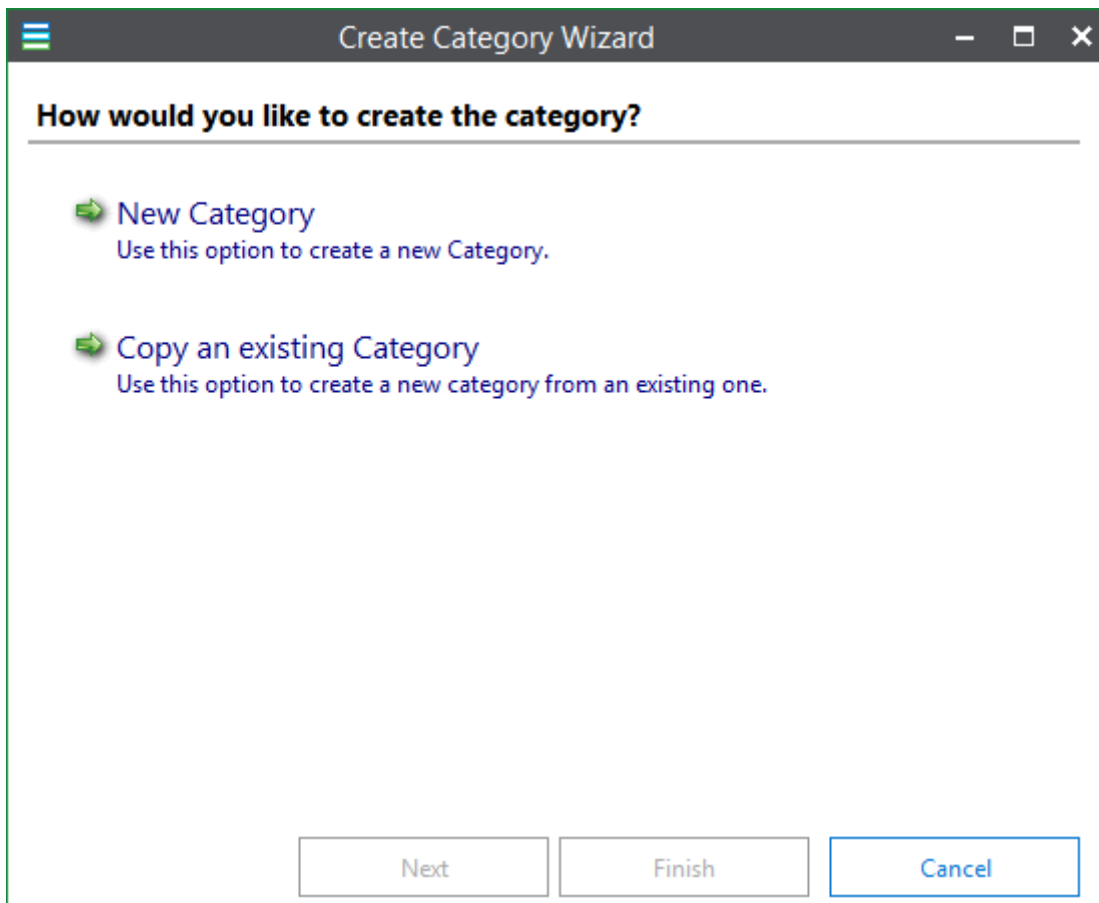 Create Category Wizard
How would you like to create the category?
New Category
Use this option to create a new Category.
Copy an existing Category
Use this option to create a new category from an existing one.
Next Finish Cancel